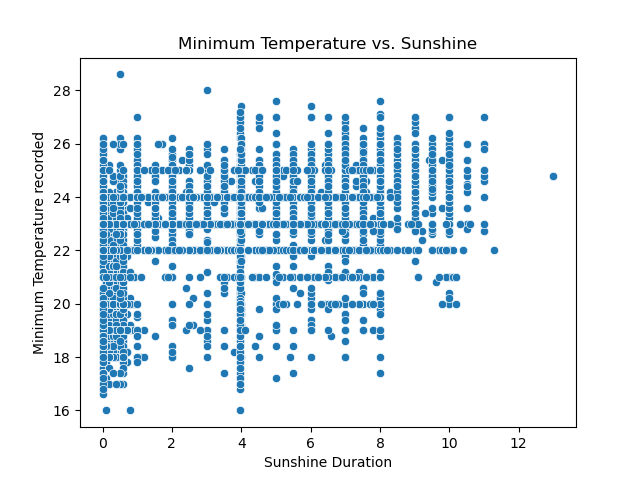 Minimum Temperature vs. Sunshine
Minimum Temperature recorded
28
26
24
22
20
18
16
0 2 4 6 8 10 12
Sunshine Duration